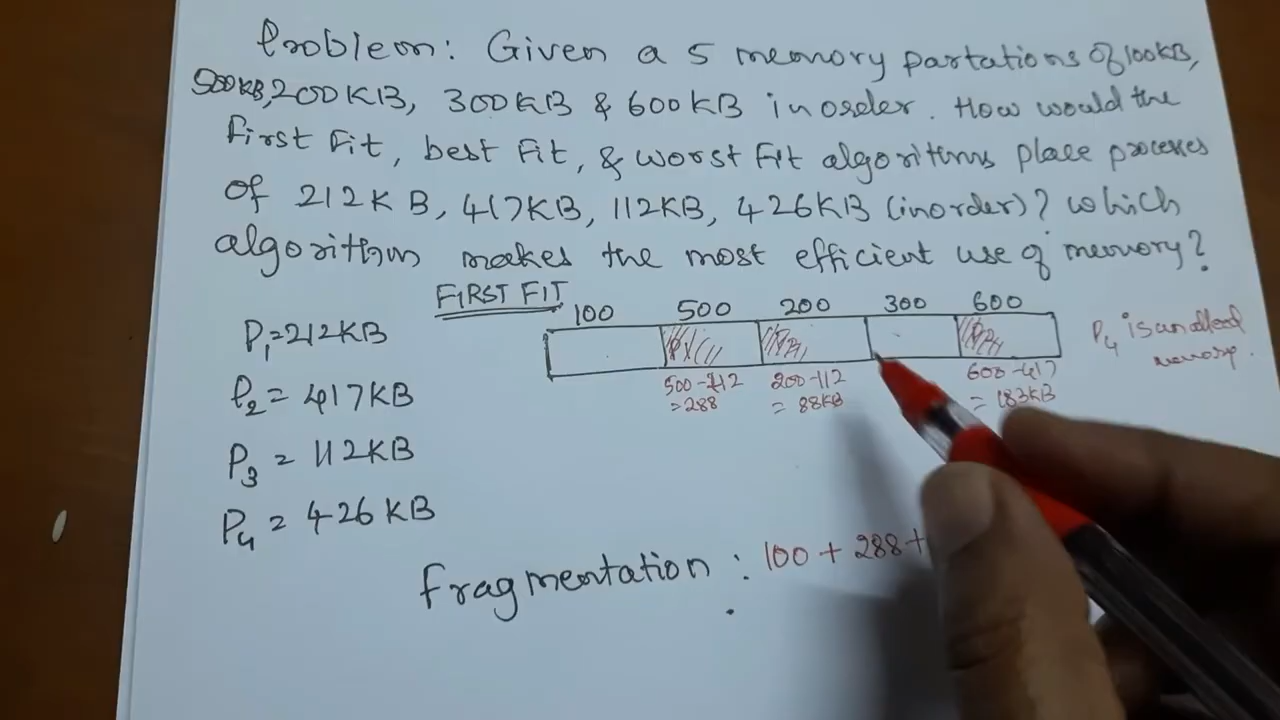 Problem: Given a 5 memory partations of 100KB,
500KB, 200KB, 300KB & 600KB in order. How would the
First Fit, best Fit, & worst Fit algorithms place processes
of 212KB, 417KB, 112KB, 426KB (inorder)? which
algorithm makes the most efficient use of memory?
FIRST FIT
100 500 200 300 600
P1=212KB
P2=417KB
P3=112KB
P4=426KB
500-212
=288
200-112
=88KB
600-417
=183KB
P4
Fragmentation: 100+288+